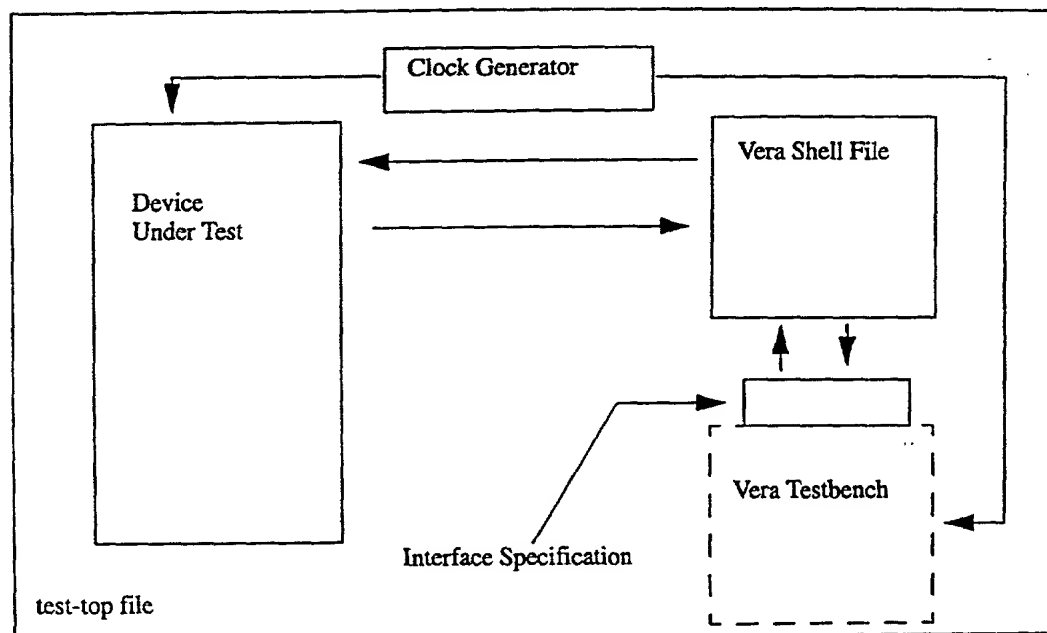 Clock Generator
Vera Shell File
Device
Under Test
Vera Testbench
Interface Specification
test-top file